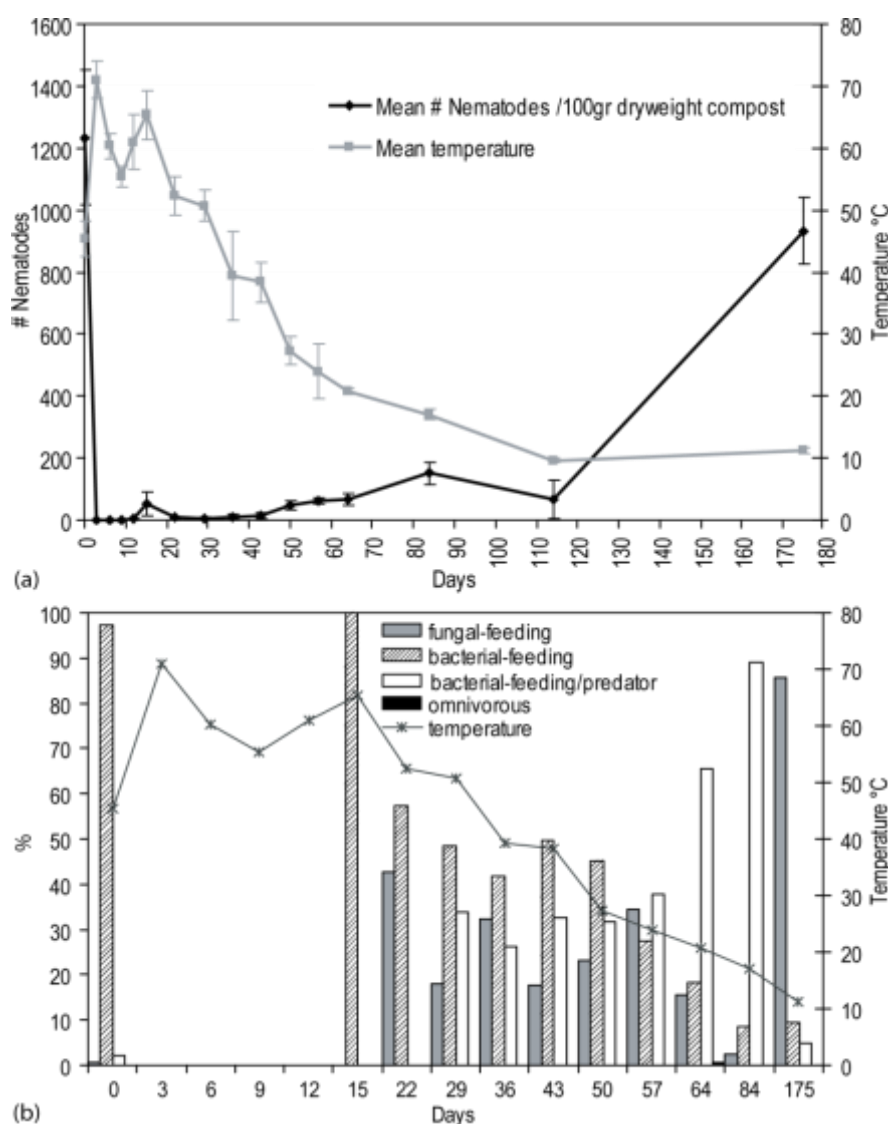 1600
1400
1200
1000
800
600
400
200
0
# Nematodes
80
70
60
50
40
30
20
10
0
Temperature °C
Mean # Nematodes /100gr dryweight compost
Mean temperature
0 10 20 30 40 50 60 70 80 90 100 110 120 130 140 150 160 170 180
Days
(a)
100
90
80
70
60
50
40
30
20
10
0
%
80
70
60
50
40
30
20
10
0
Temperature °C
fungal-feeding
bacterial-feeding
bacterial-feeding/predator
omnivorous
temperature
0 3 6 9 12 15 22 29 36 43 50 57 64 84 175
Days
(b)